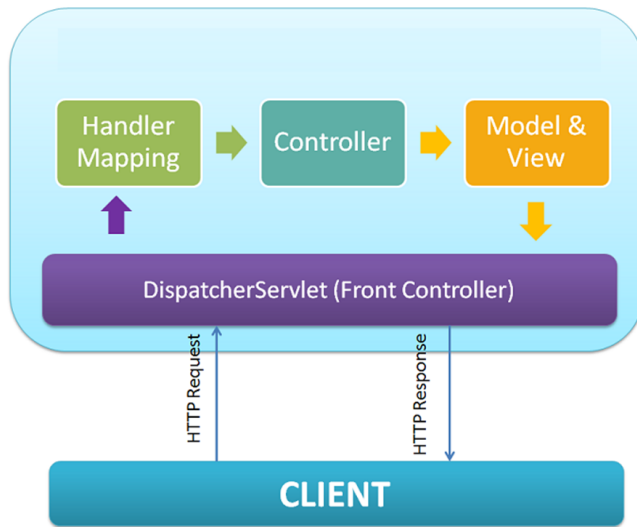 Handler
Mapping
Controller
Model &
View
DispatcherServlet (Front Controller)
HTTP Request
HTTP Response
CLIENT